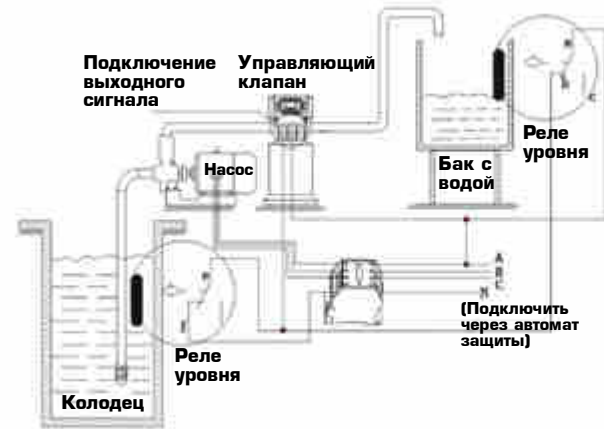 Подключение
выходного
сигнала
Управляющий
клапан
Реле
уровня
Насос
Бак с
водой
A
B
C
N
(Подключить
через автомат
защиты)
Реле
уровня
Колодец